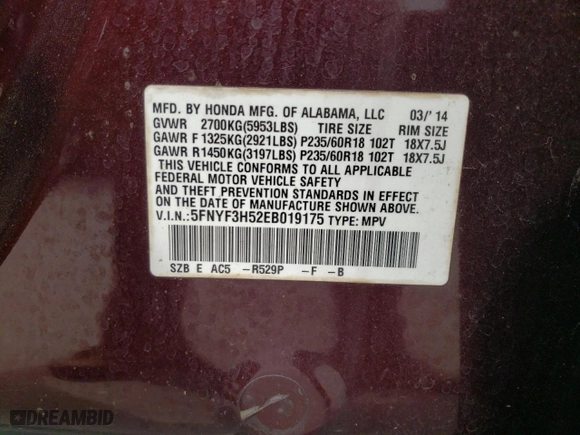 MFD. BY HONDA MFG. OF ALABAMA, LLC 03/'14
GVWR 2700KG(5953LBS) TIRE SIZE RIM SIZE
GAWR F 1325KG(2921LBS) P235/60R18 102T 18X7.5J
GAWR R1450KG(3197LBS) P235/60R18 102T 18X7.5J
THIS VEHICLE CONFORMS TO ALL APPLICABLE
FEDERAL MOTOR VEHICLE SAFETY
AND THEFT PREVENTION STANDARDS IN EFFECT
ON THE DATE OF MANUFACTURE SHOWN ABOVE.
V.I.N.: 5FNYF3H52EB019175 TYPE: MPV
SZB E AC5 -R529P -F -B
DREAMBID